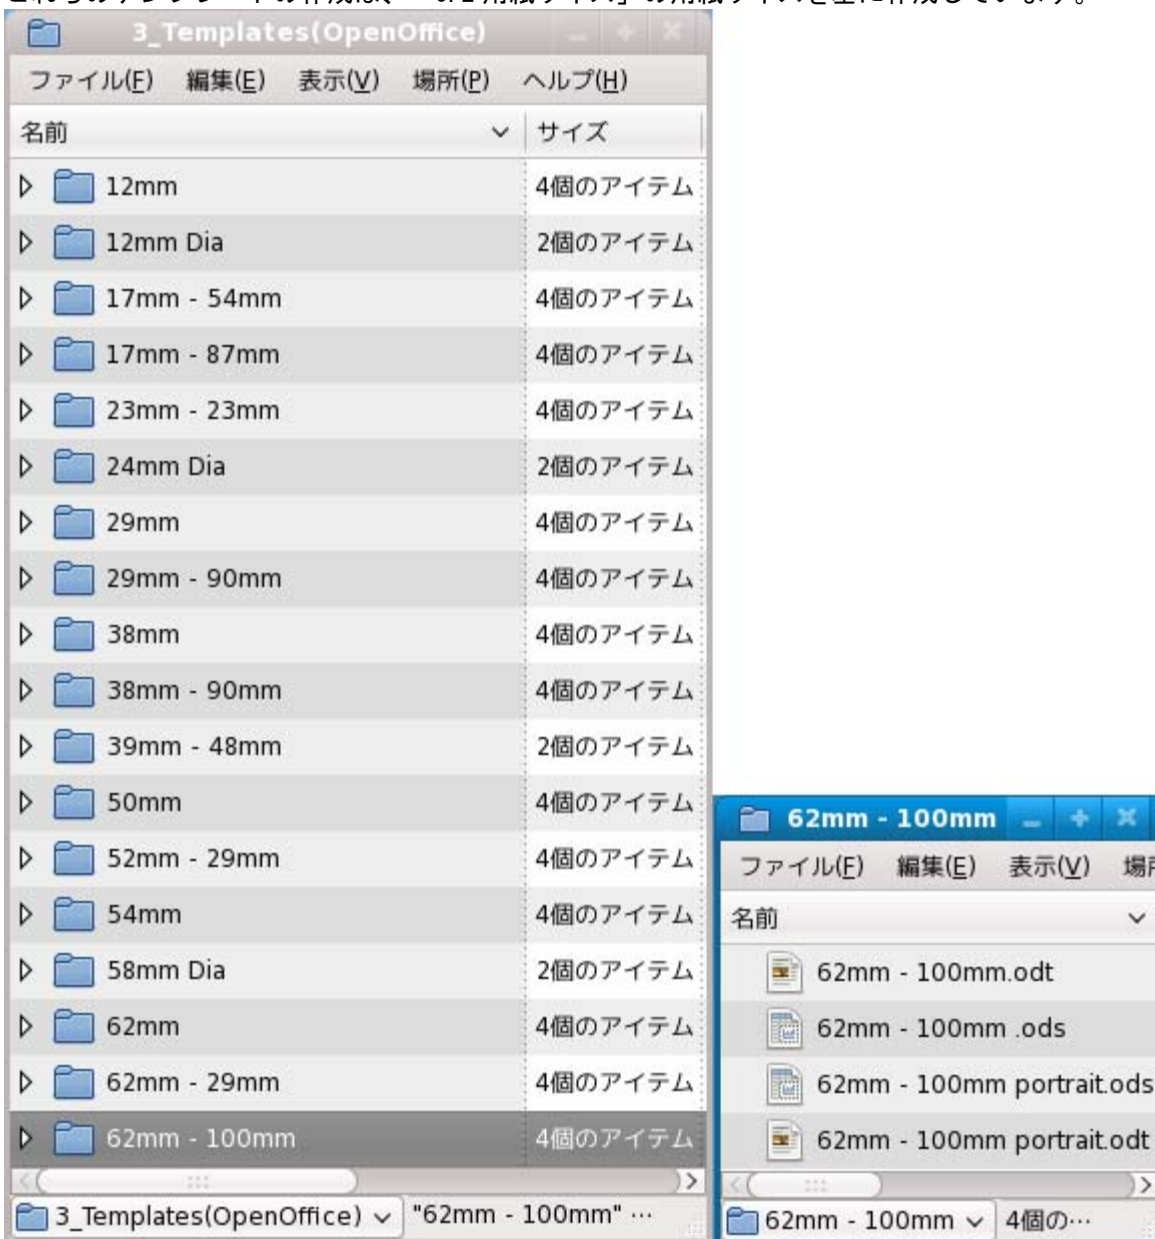 3_Templates(OpenOffice)
ファイル(F) 編集(E) 表示(V) 場所(P) ヘルプ(H)
名前 サイズ
12mm 4個のアイテム
12mm Dia 2個のアイテム
17mm - 54mm 4個のアイテム
17mm - 87mm 4個のアイテム
23mm - 23mm 4個のアイテム
24mm Dia 2個のアイテム
29mm 4個のアイテム
29mm - 90mm 4個のアイテム
38mm 4個のアイテム
38mm - 90mm 4個のアイテム
39mm - 48mm 2個のアイテム
50mm 4個のアイテム
52mm - 29mm 4個のアイテム
54mm 4個のアイテム
58mm Dia 2個のアイテム
62mm 4個のアイテム
62mm - 29mm 4個のアイテム
62mm - 100mm 4個のアイテム
3_Templates(OpenOffice) "62mm - 100mm" …
62mm - 100mm
ファイル(F) 編集(E) 表示(V) 場所
名前
62mm - 100mm.odt
62mm - 100mm .ods
62mm - 100mm portrait.ods
62mm - 100mm portrait.odt
62mm - 100mm 4個の…